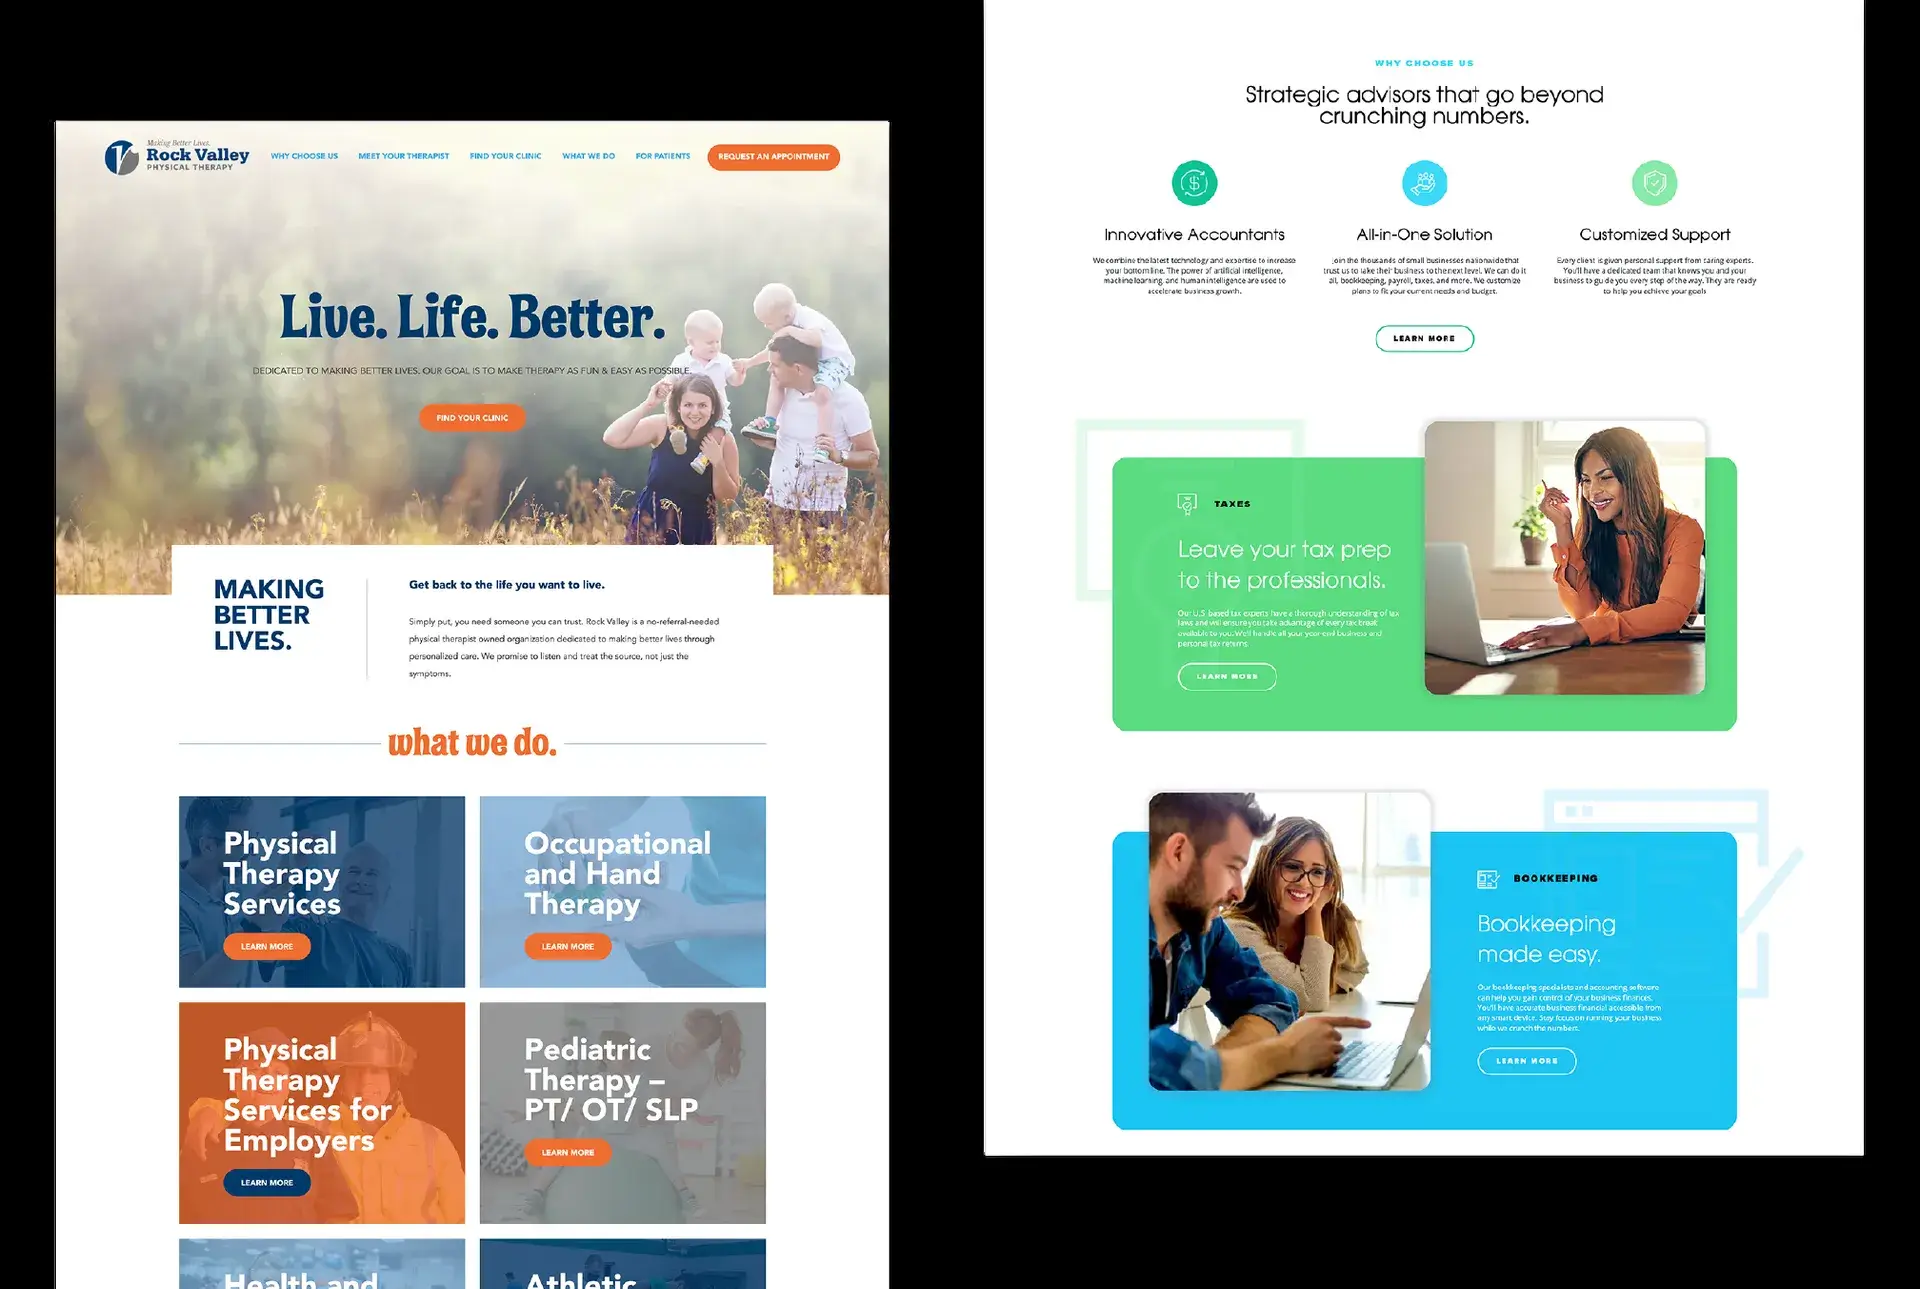 Making Better Lives.
Rock Valley
PHYSICAL THERAPY
WHY CHOOSE US
MEET YOUR THERAPIST
FIND YOUR CLINIC
WHAT WE DO
FOR PATIENTS
REQUEST AN APPOINTMENT
Live. Life. Better.
DEDICATED TO MAKING BETTER LIVES. OUR GOAL IS TO MAKE THERAPY AS FUN & EASY AS POSSIBLE.
FIND YOUR CLINIC
MAKING
BETTER
LIVES.
Get back to the life you want to live.
Simply put, you need someone you can trust. Rock Valley is a no-referral-needed
physical therapist owned organization dedicated to making better lives through
personalized care. We promise to listen and treat the source, not just the
symptoms.
what we do.
Physical
Therapy
Services
LEARN MORE
Occupational
and Hand
Therapy
LEARN MORE
Physical
Therapy
Services for
Employers
LEARN MORE
Pediatric
Therapy –
PT/ OT/ SLP
LEARN MORE
Health and
Athletic
WHY CHOOSE US
Strategic advisors that go beyond
crunching numbers.
Innovative Accountants
We combine the latest technology and expertise to increase
your bottom line. The power of artificial intelligence,
machine learning, and human intelligence are used to
accelerate business growth.
All-in-One Solution
Join the thousands of small businesses nationwide that
trust us to take their business to the next level. We can do it
all, bookkeeping, payroll, taxes, and more. We customize
plans to fit your current needs and budget.
Customized Support
Every client is given personal support from caring experts.
You'll have a dedicated team that knows you and your
business to guide you every step of the way. They are ready
to help you achieve your goals
LEARN MORE
TAXES
Leave your tax prep
to the professionals.
Our U.S. based tax experts have a thorough understanding of tax
laws and will ensure you take advantage of every tax break
available to you. We'll handle all your year-end business and
personal tax returns.
LEARN MORE
BOOKKEEPING
Bookkeeping
made easy.
Our bookkeeping specialists and accounting software
can help you gain control of your business finances.
You'll have accurate business financial accessible from
any smart device. Stay focus on running your business
while we crunch the numbers.
LEARN MORE